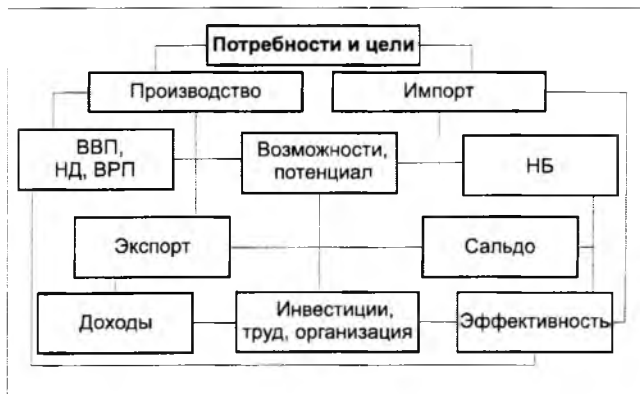 Потребности и цели
Производство
Импорт
ВВП,
НД, ВРП
Возможности,
потенциал
НБ
Экспорт
Сальдо
Доходы
Инвестиции,
труд, организация
Эффективность